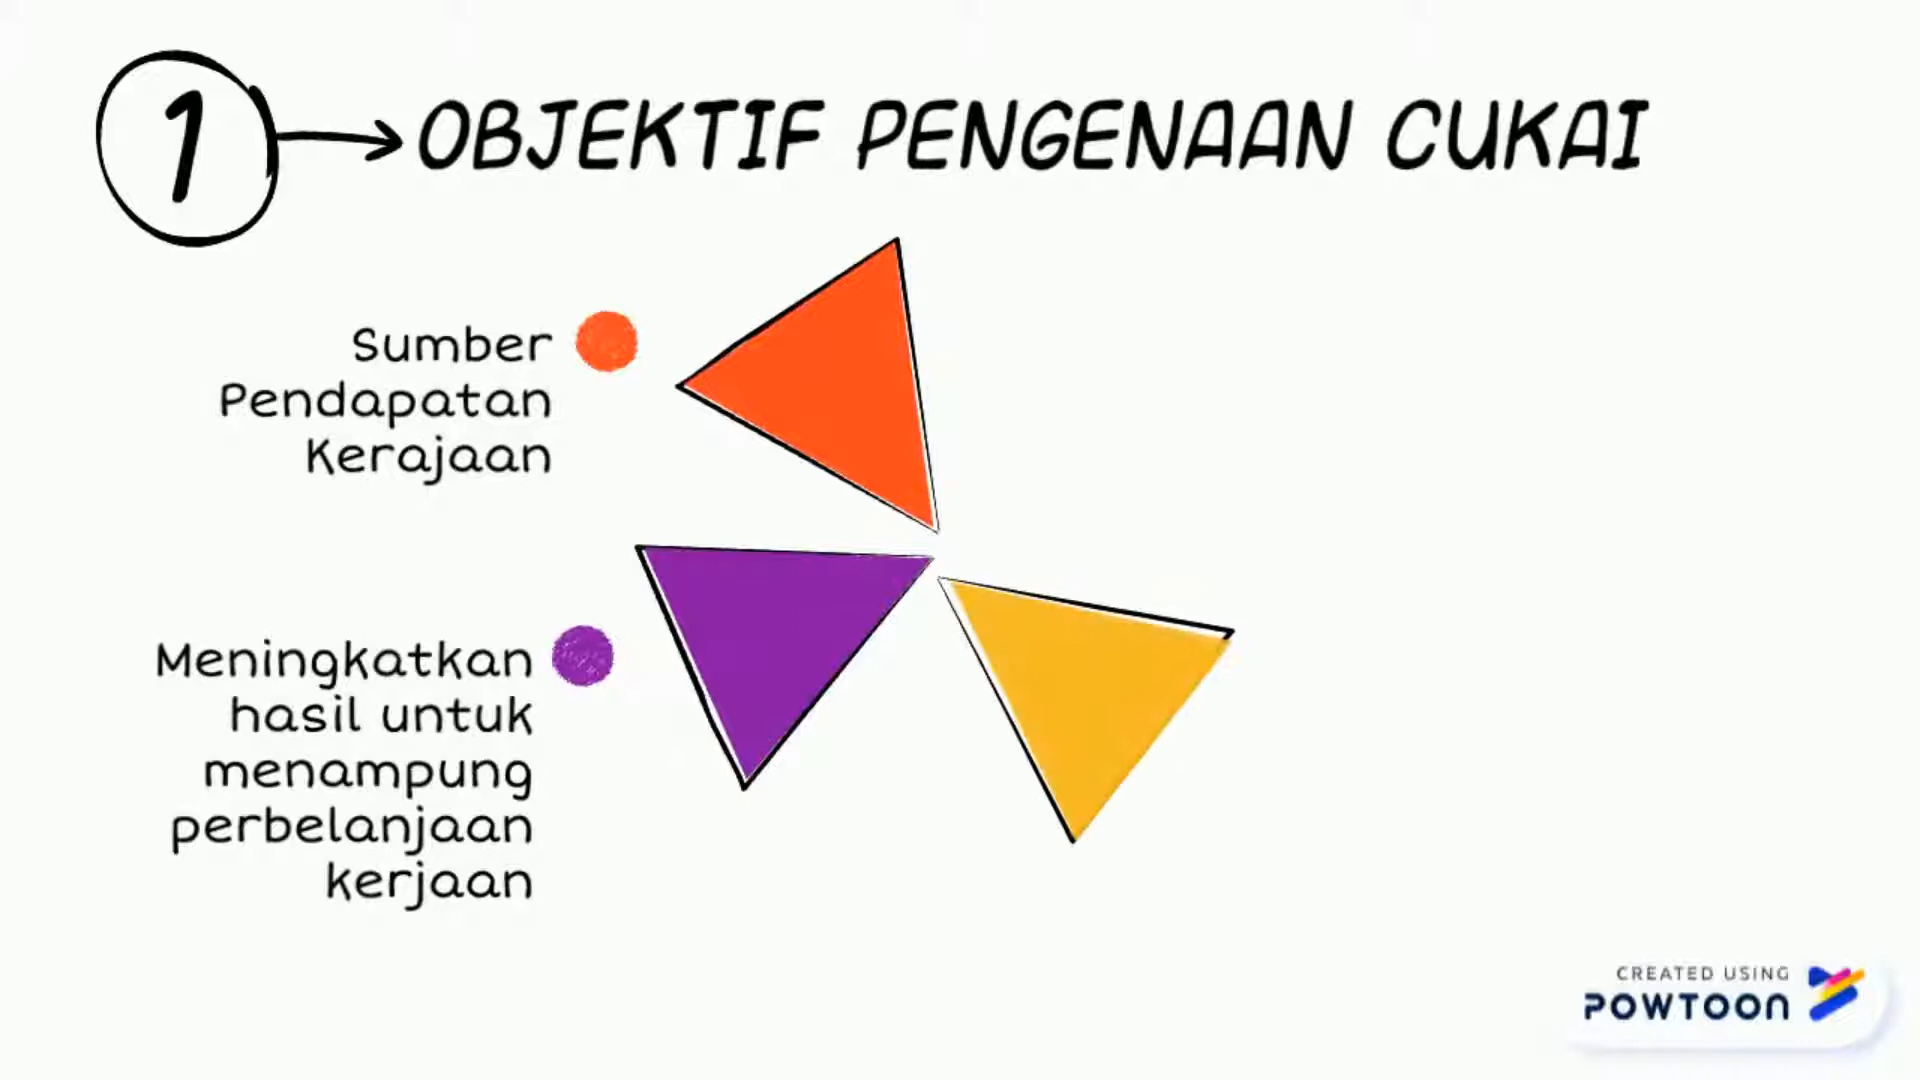 1
OBJEKTIF PENGENAAN CUKAI
Sumber
Pendapatan
Kerajaan
Meningkatkan
hasil untuk
menampung
perbelanjaan
kerjaan
CREATED USING
POWTOON